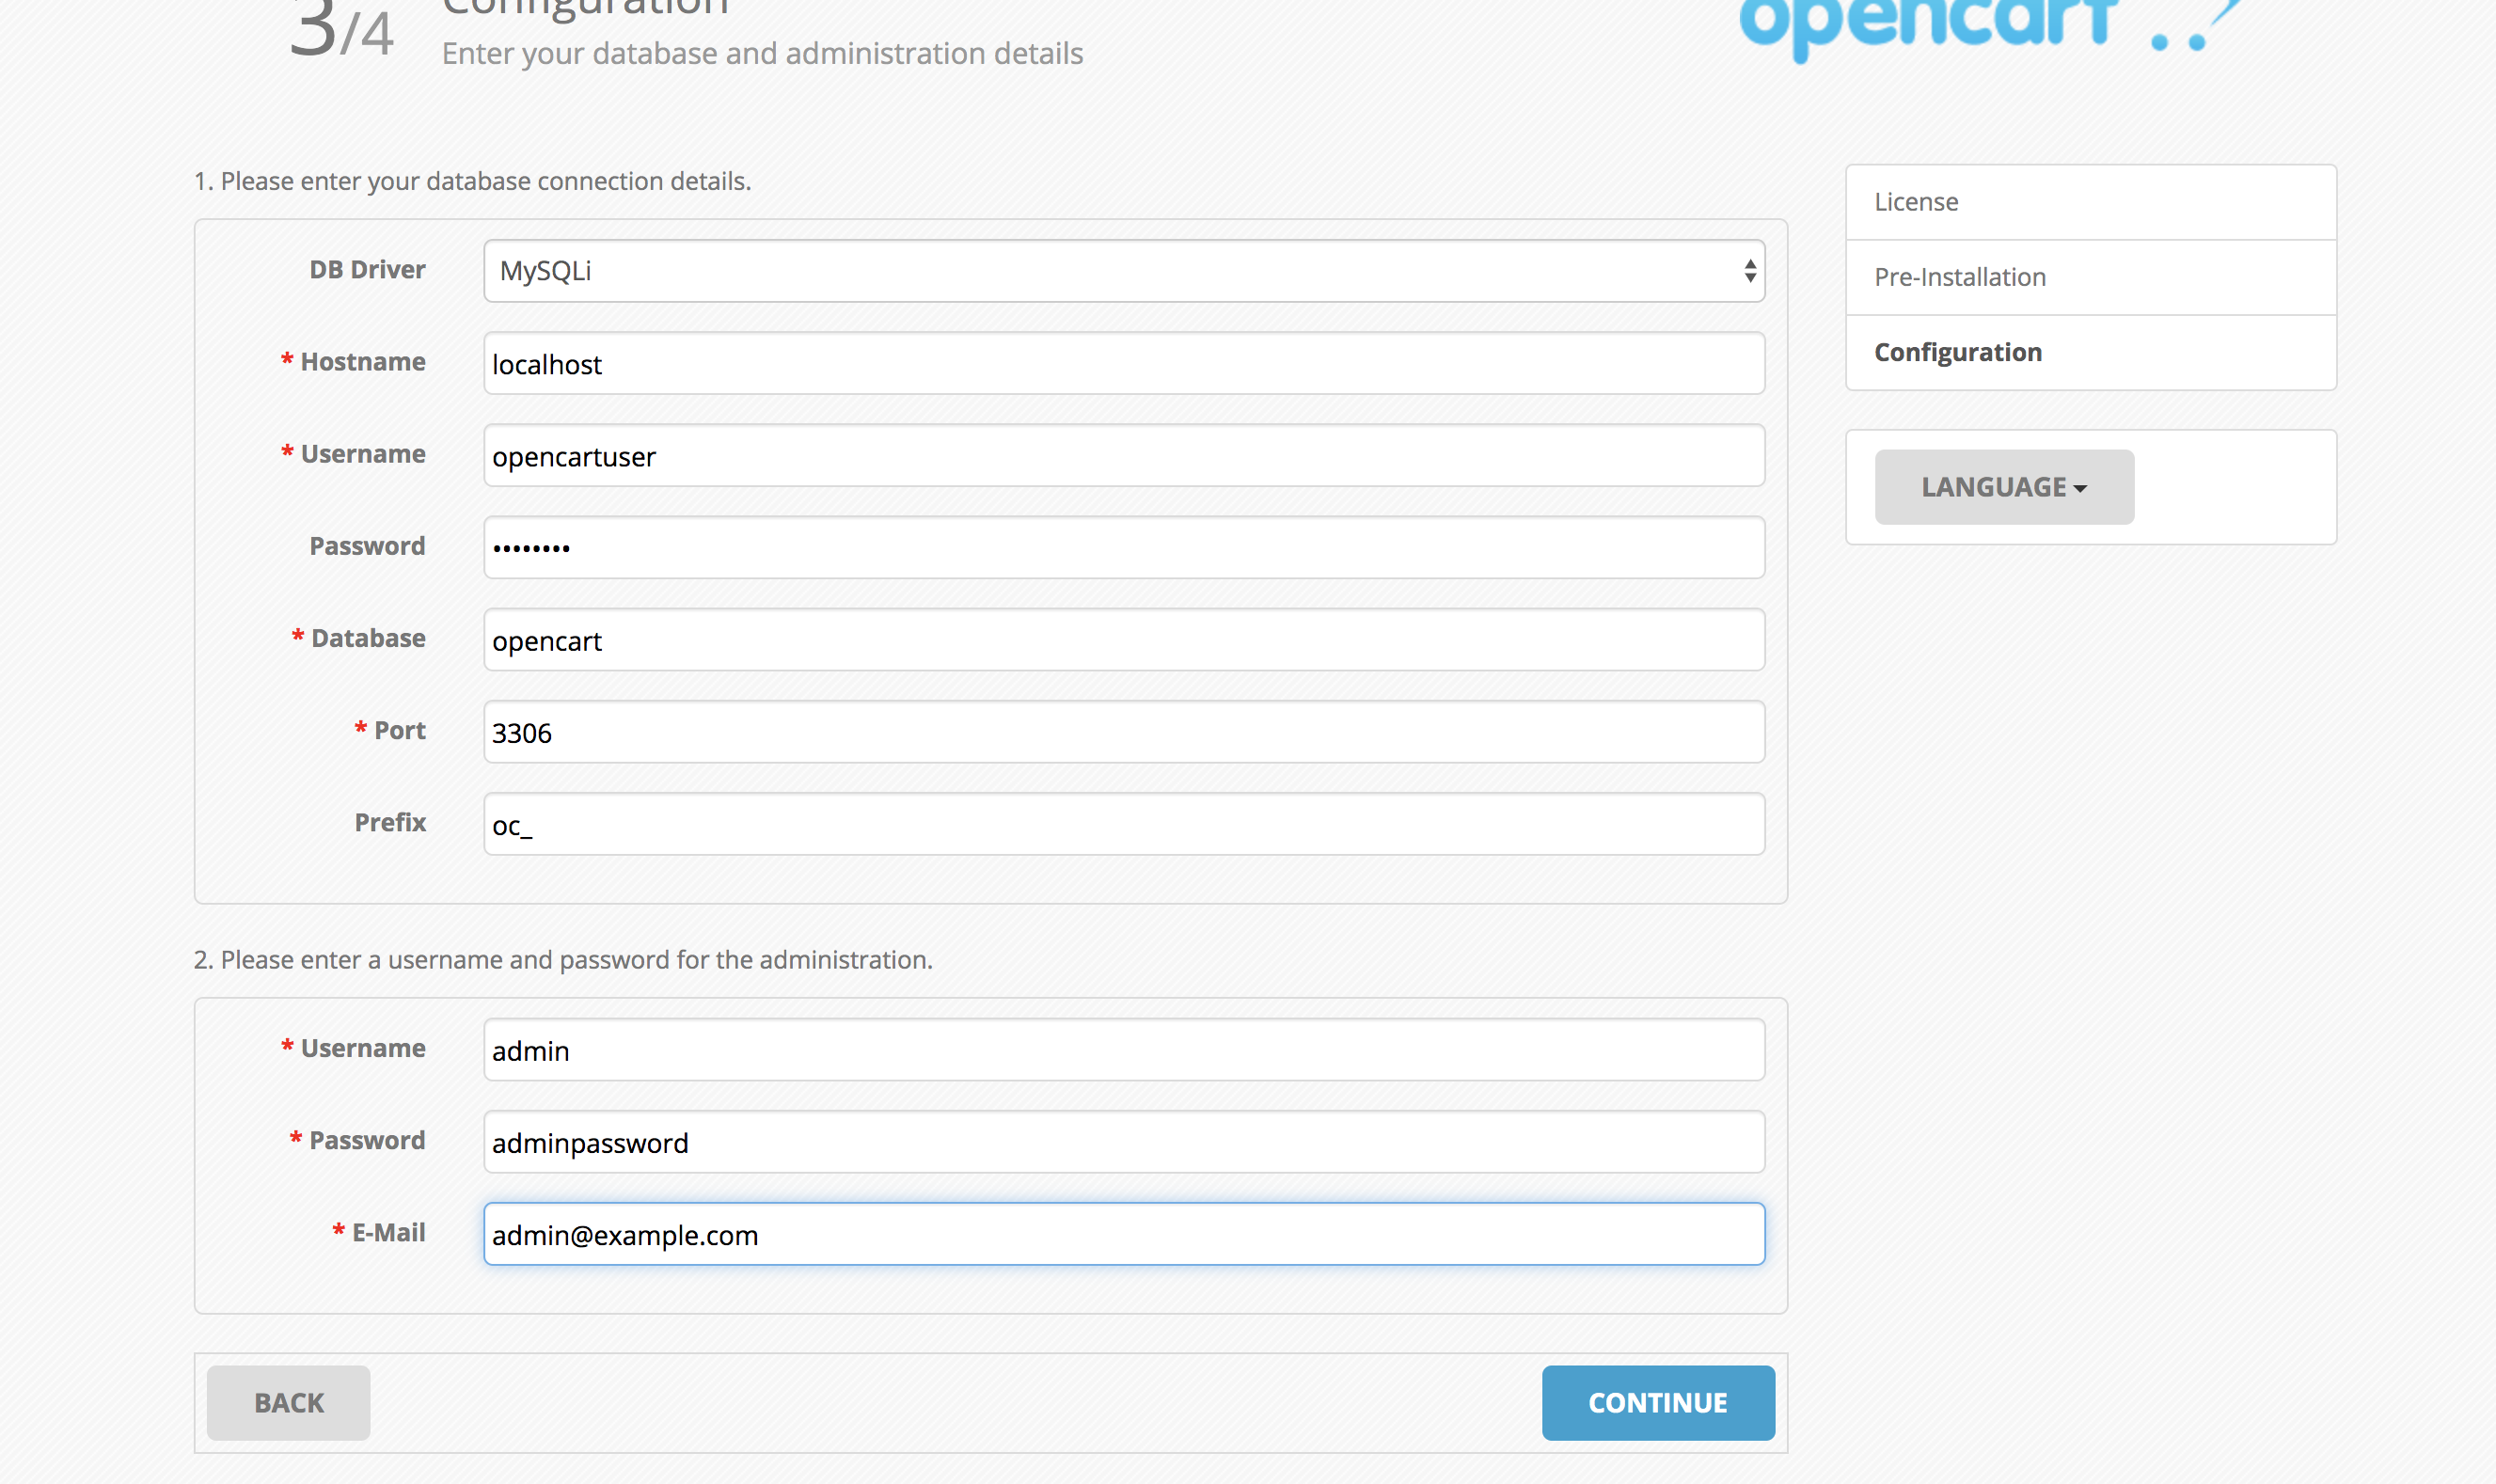 3/4
Configuration
Enter your database and administration details
opencart
1. Please enter your database connection details.
DB Driver
MySQLi
* Hostname
localhost
* Username
opencartuser
Password
••••••••
* Database
opencart
* Port
3306
Prefix
oc_
2. Please enter a username and password for the administration.
* Username
admin
* Password
adminpassword
* E-Mail
admin@example.com
BACK
CONTINUE
License
Pre-Installation
Configuration
LANGUAGE